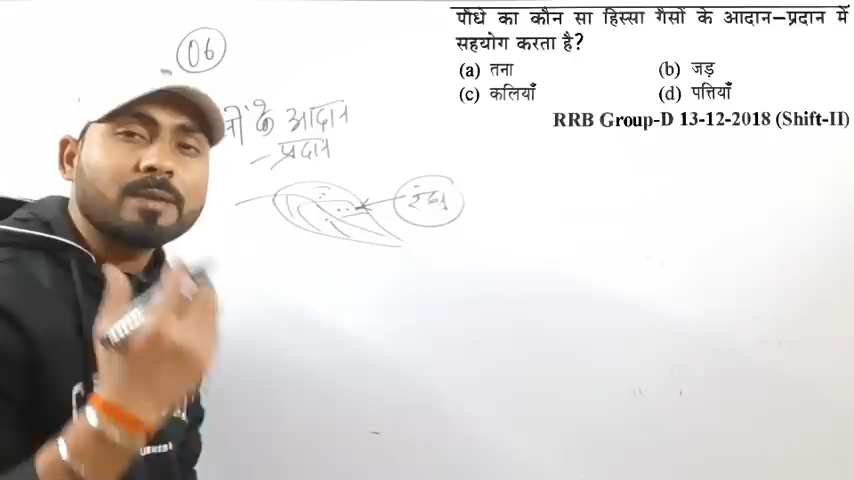 पौधे का कौन सा हिस्सा गैसों के आदान–प्रदान में
सहयोग करता है?
(a) तना (b) जड़
(c) कलियाँ (d) पत्तियाँ
RRB Group-D 13-12-2018 (Shift-II)
06
के आदान
– प्रदान
रंध्र